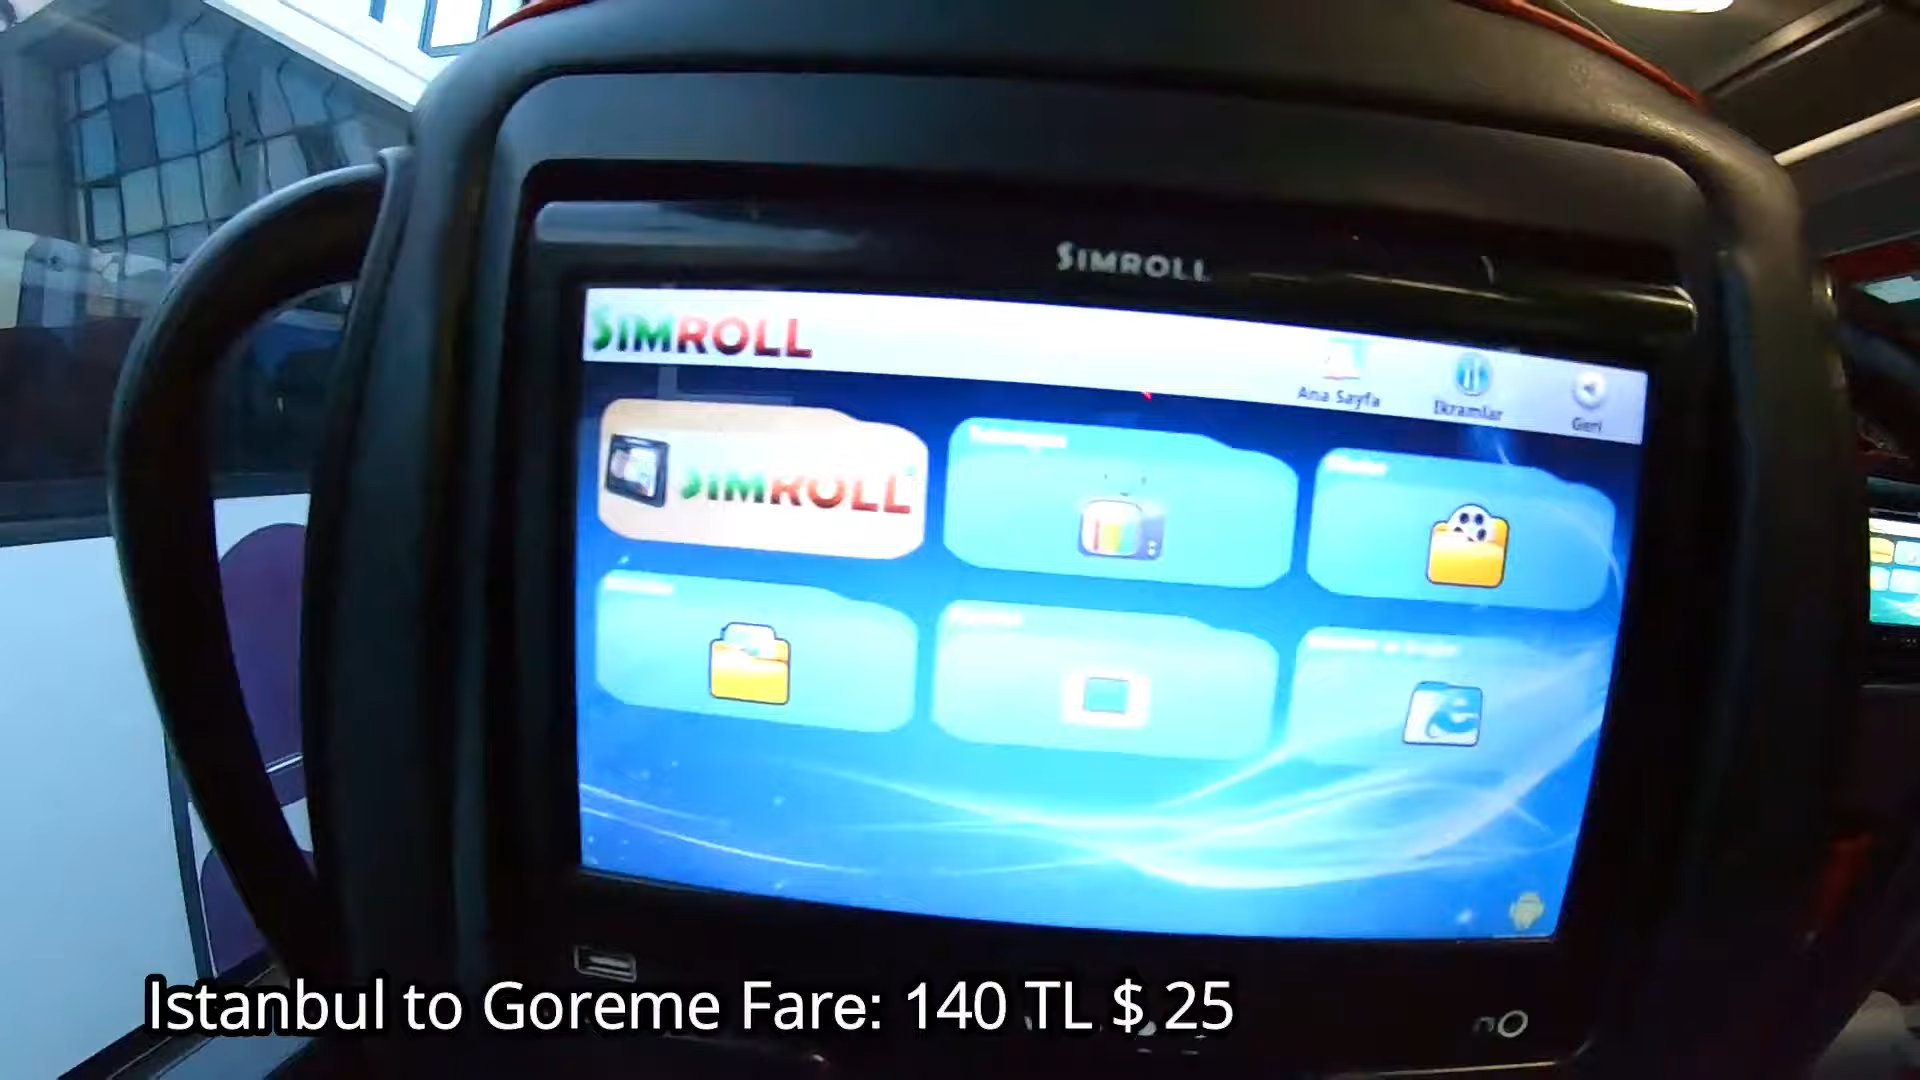 SIMROLL
SIMROLL
Ana Sayfa
İkramlar
Geri
SIMROLL
Istanbul to Goreme Fare: 140 TL $ 25